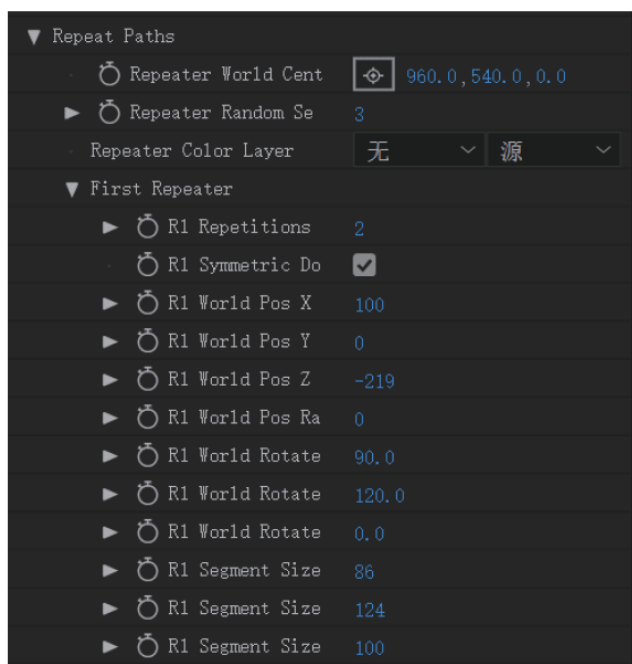 Repeat Paths
Repeater World Cent 960.0,540.0,0.0
Repeater Random Se 3
Repeater Color Layer 无 源
First Repeater
R1 Repetitions 2
R1 Symmetric Do
R1 World Pos X 100
R1 World Pos Y 0
R1 World Pos Z -219
R1 World Pos Ra 0
R1 World Rotate 90.0
R1 World Rotate 120.0
R1 World Rotate 0.0
R1 Segment Size 86
R1 Segment Size 124
R1 Segment Size 100